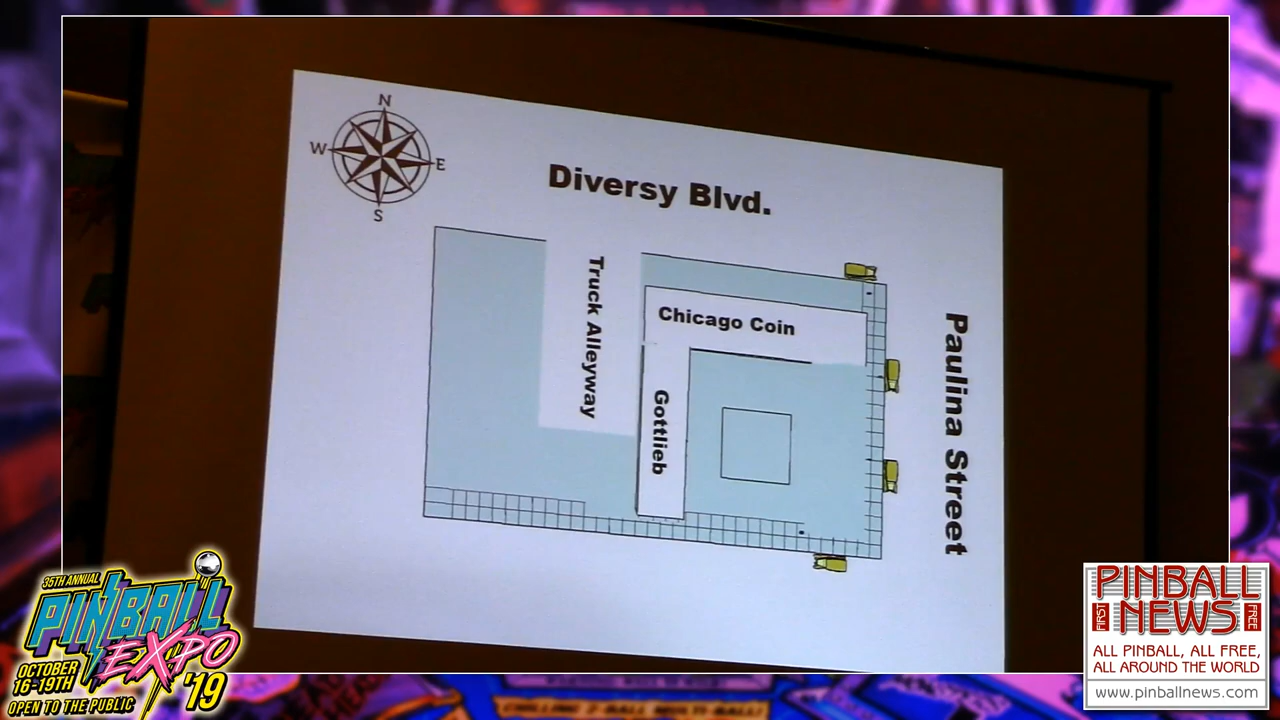 N
W
E
S
Diversy Blvd.
Truck Alleyway
Chicago Coin
Gottlieb
Paulina Street
35TH ANNUAL
PINBALL
EXPO
OCTOBER
16-19TH
'19
OPEN TO THE PUBLIC
PINBALL
FIRST
NEWS
FREE
ALL PINBALL, ALL FREE,
ALL AROUND THE WORLD
www.pinballnews.com